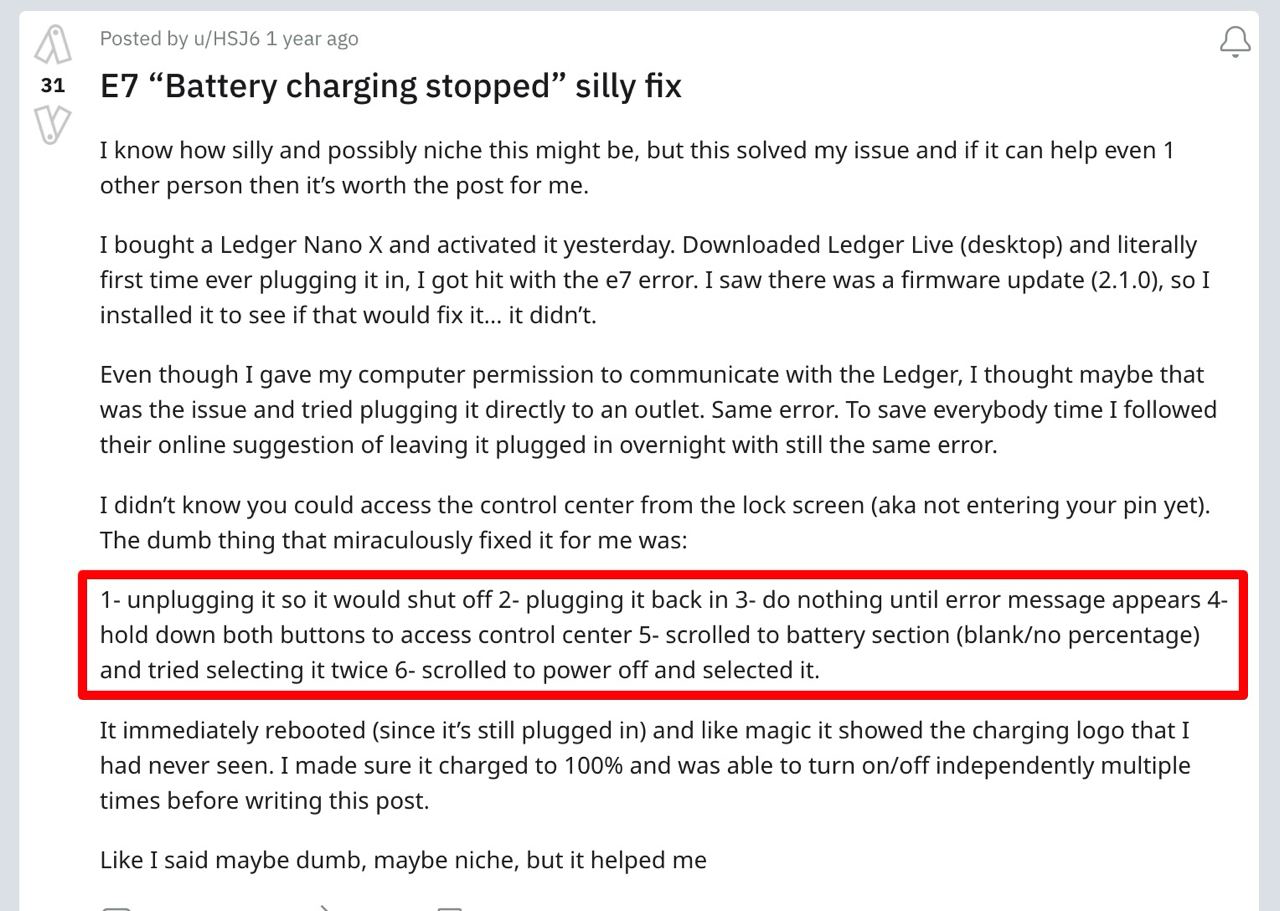 Posted by u/HSJ6 1 year ago
31
E7 “Battery charging stopped” silly fix
I know how silly and possibly niche this might be, but this solved my issue and if it can help even 1
other person then it’s worth the post for me.
I bought a Ledger Nano X and activated it yesterday. Downloaded Ledger Live (desktop) and literally
first time ever plugging it in, I got hit with the e7 error. I saw there was a firmware update (2.1.0), so I
installed it to see if that would fix it... it didn’t.
Even though I gave my computer permission to communicate with the Ledger, I thought maybe that
was the issue and tried plugging it directly to an outlet. Same error. To save everybody time I followed
their online suggestion of leaving it plugged in overnight with still the same error.
I didn’t know you could access the control center from the lock screen (aka not entering your pin yet).
The dumb thing that miraculously fixed it for me was:
1- unplugging it so it would shut off 2- plugging it back in 3- do nothing until error message appears 4-
hold down both buttons to access control center 5- scrolled to battery section (blank/no percentage)
and tried selecting it twice 6- scrolled to power off and selected it.
It immediately rebooted (since it’s still plugged in) and like magic it showed the charging logo that I
had never seen. I made sure it charged to 100% and was able to turn on/off independently multiple
times before writing this post.
Like I said maybe dumb, maybe niche, but it helped me